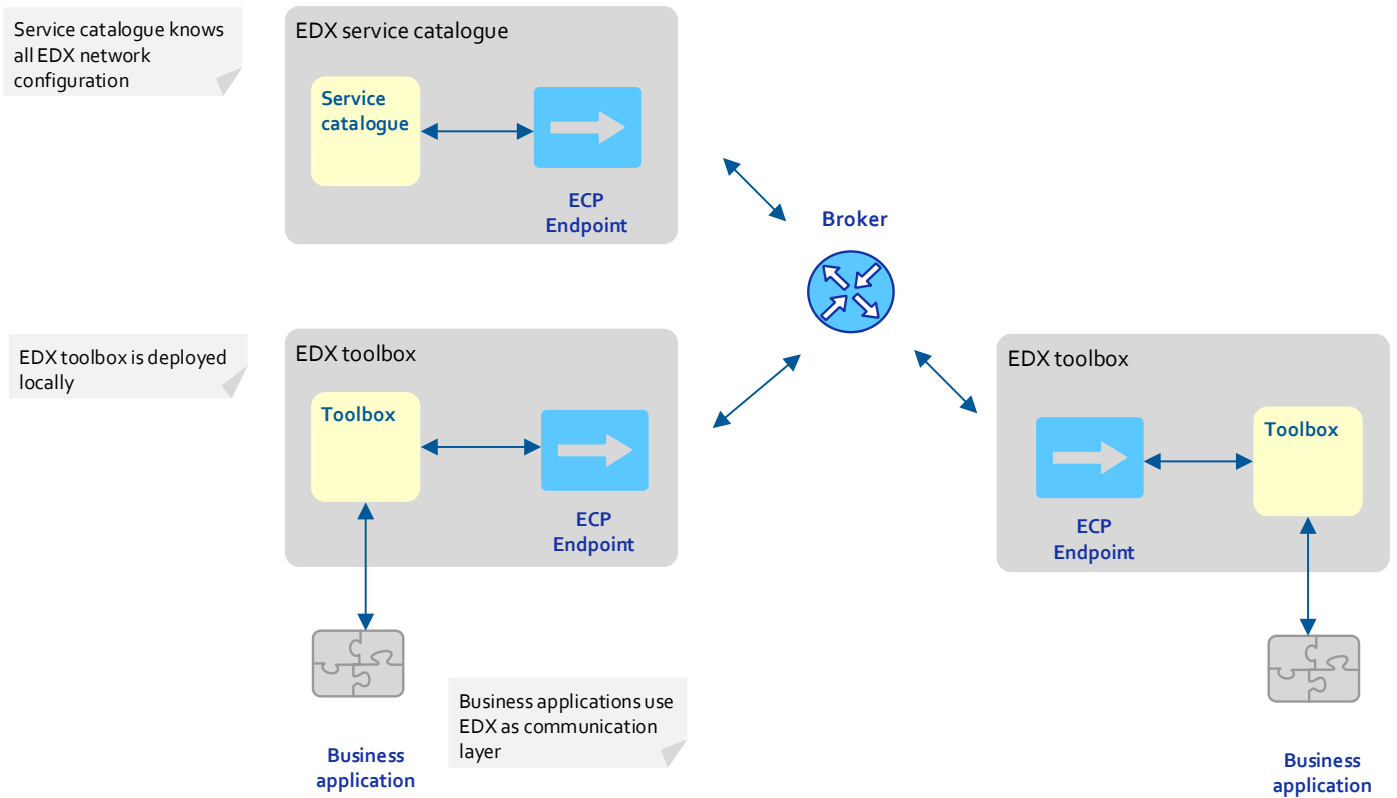 Service catalogue knows
all EDX network
configuration
EDX service catalogue
Service
catalogue
ECP
Endpoint
Broker
EDX toolbox is deployed
locally
EDX toolbox
Toolbox
ECP
Endpoint
EDX toolbox
Toolbox
ECP
Endpoint
Business applications use
EDX as communication
layer
Business
application
Business
application